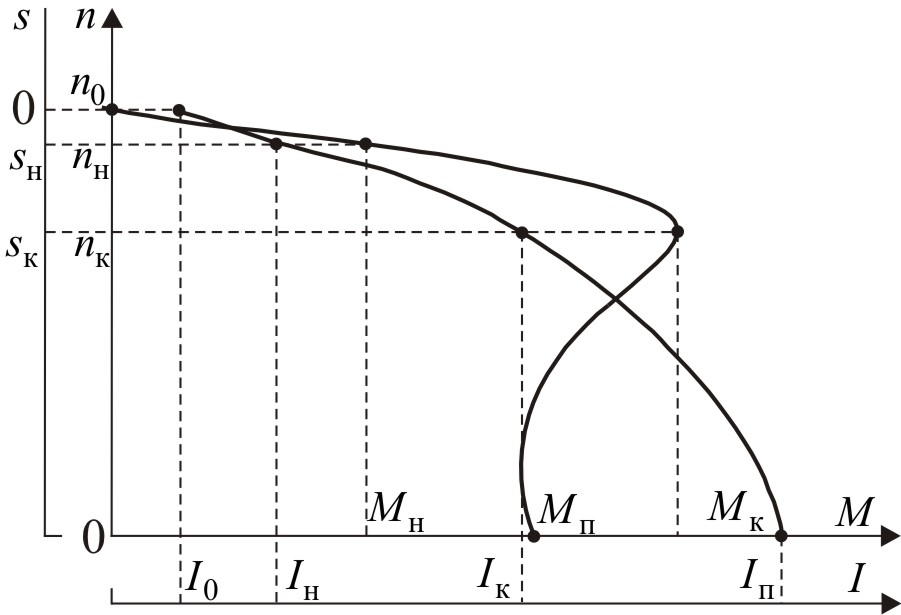 s n
0 n₀
sн nн
sк nк
Mн Mп Mк M
0
I₀ Iн Iк Iп I